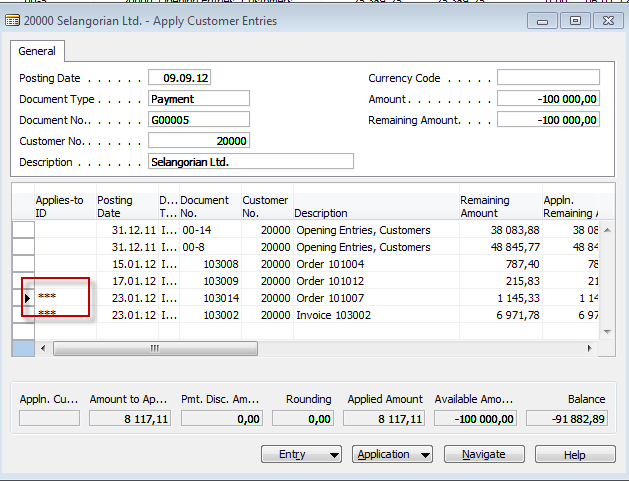 20000 Selangorian Ltd. - Apply Customer Entries
General
Posting Date . . . . . . 09.09.12 Currency Code . . . . . .
Document Type . . . . . Payment Amount. . . . . . . . . -100 000,00
Document No.. . . . . . G00005 Remaining Amount. . . . -100 000,00
Customer No.. . . . . . 20000
Description . . . . . . . Selangorian Ltd.
Applies-to ID Posting Date D... T... Document No. Customer No. Description Remaining Amount Appln. Remaining
31.12.11 I... 00-14 20000 Opening Entries, Customers 38 083,88 38 08
31.12.11 I... 00-8 20000 Opening Entries, Customers 48 845,77 48 84
15.01.12 I... 103008 20000 Order 101004 787,40 78
17.01.12 I... 103009 20000 Order 101012 215,83 21
*** 23.01.12 I... 103014 20000 Order 101007 1 145,33 1 14
*** 23.01.12 I... 103002 20000 Invoice 103002 6 971,78 6 97
Appln. Cu... Amount to Ap... Pmt. Disc. Am... Rounding Applied Amount Available Amo... Balance
8 117,11 0,00 0,00 8 117,11 -100 000,00 -91 882,89
Entry Application Navigate Help